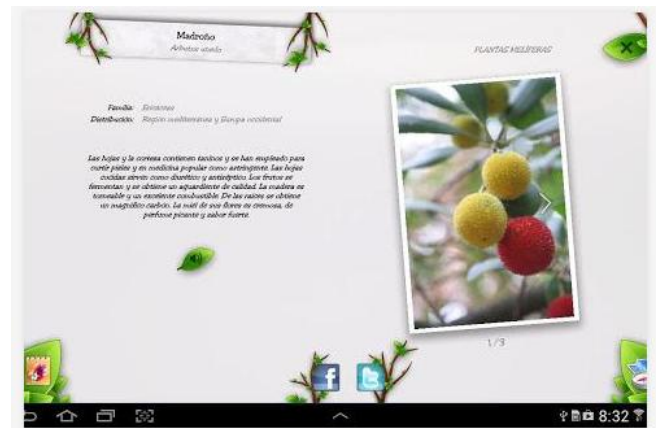 Madroño
Arbutus unedo
PLANTAS MELÍFERAS
Familia: Ericaceas
Distribución: Región mediterranea y Europa occidental
Las hojas y la corteza contienen taninos y se han empleado para
curtir pieles y en medicina popular como astringente. Las hojas
cocidas sirven como diurético y antiséptico. Los frutos se
fermentan y se obtiene un aguardiente de calidad. La madera es
torneable y un excelente combustible. De las raíces se obtiene
un magnífico carbón. La miel de sus flores es cremosa, de
perfume picante y sabor fuerte.
1/3
8:32